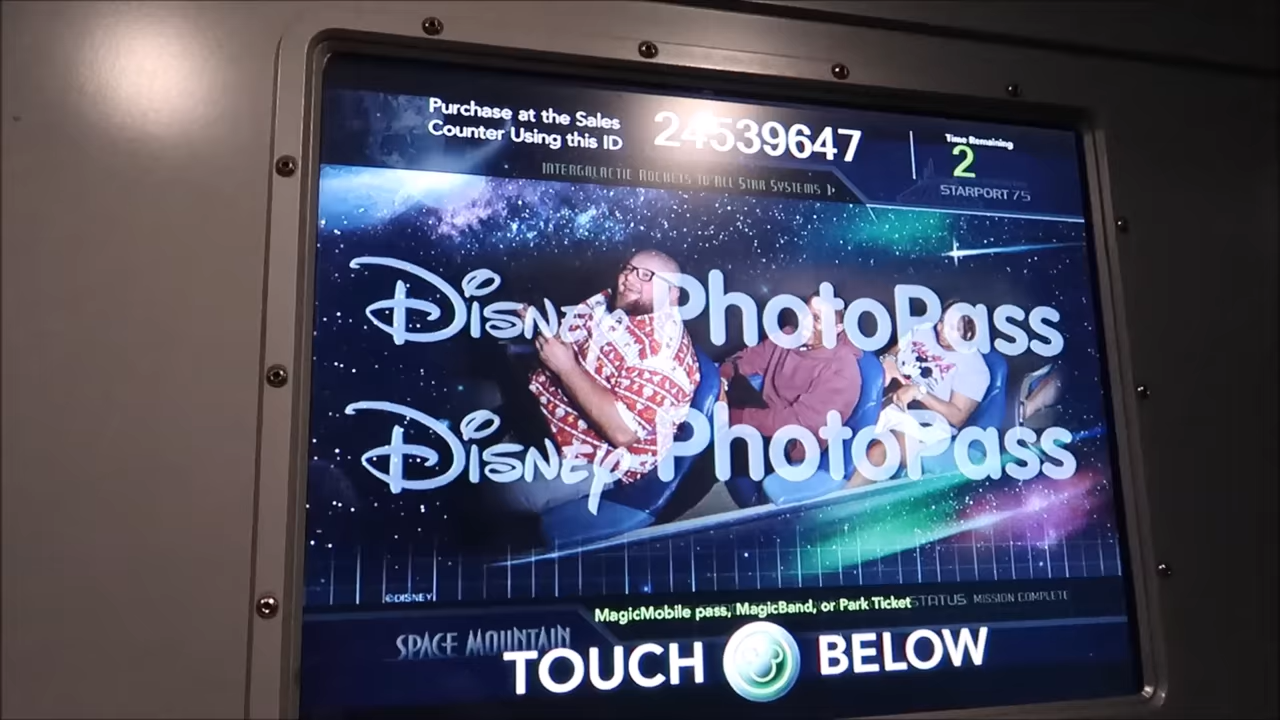 Purchase at the Sales
Counter Using this ID
24539647
Time Remaining
2
STARPORT 75
INTERGALACTIC ROCKETS TO ALL STAR SYSTEMS
Disney PhotoPass
Disney PhotoPass
©DISNEY
STATUS MISSION COMPLETE
MagicMobile pass, MagicBand, or Park Ticket
SPACE MOUNTAIN
TOUCH BELOW